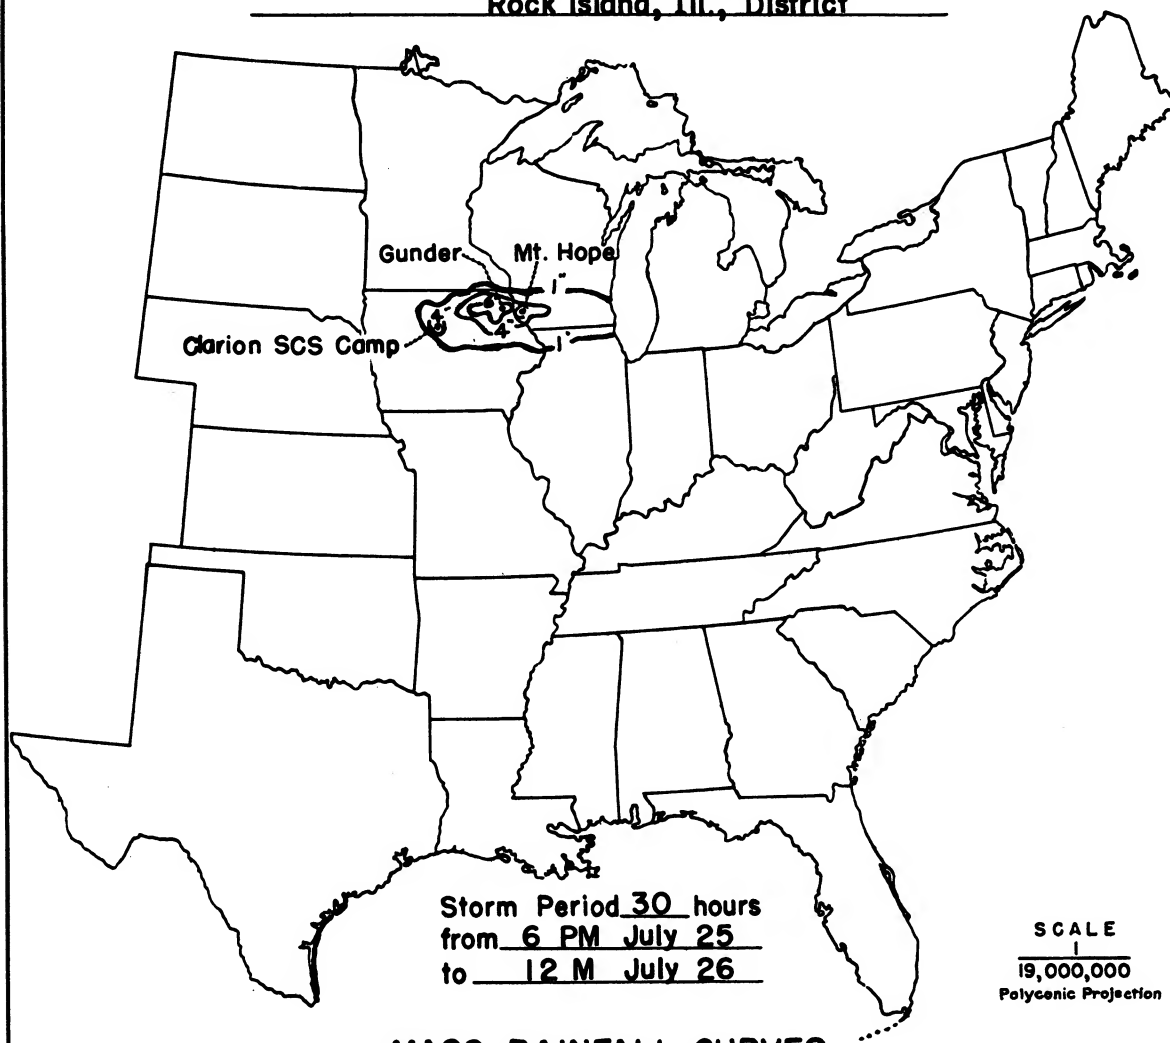 Rock Island, Ill., District
Gunder
Mt. Hope
1"
4
4
Clarion SCS Camp
1"
Storm Period 30 hours
from 6 PM July 25
to 12 M July 26
SCALE
1
19,000,000
Polyconic Projection
MASS RAINFALL CURVES